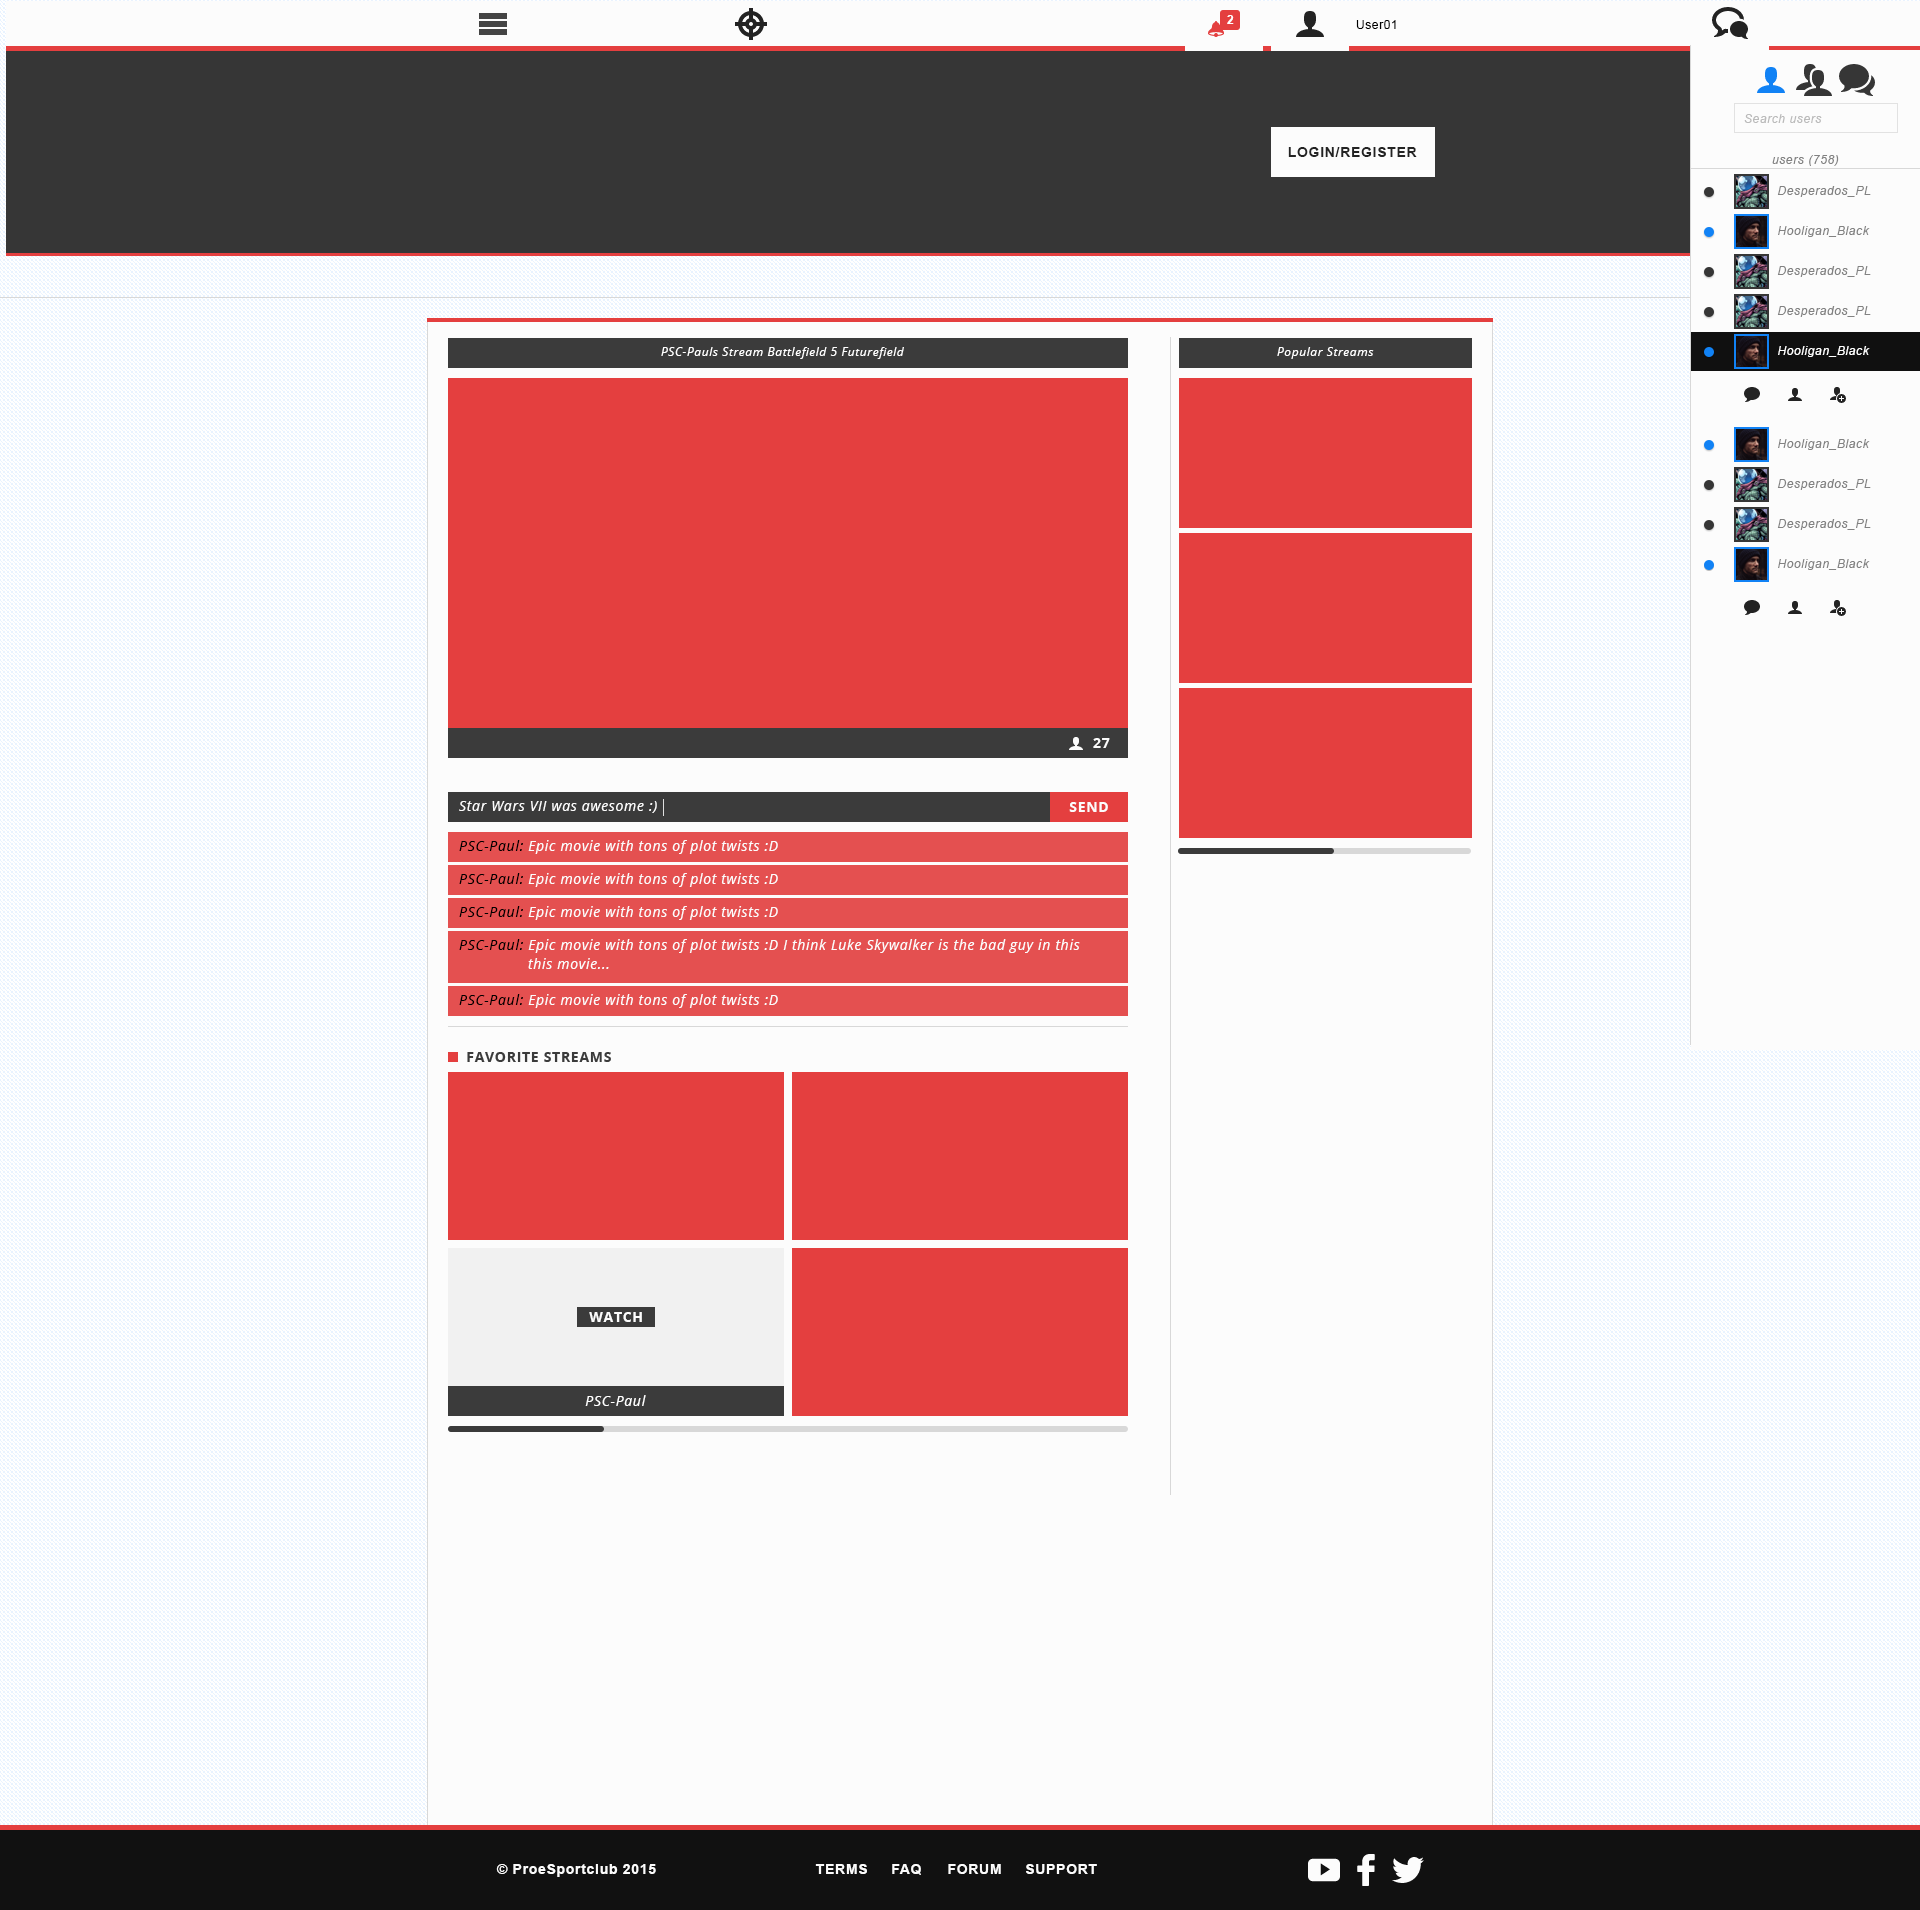 2
User01
LOGIN/REGISTER
Search users
users (758)
Desperados_PL
Hooligan_Black
Desperados_PL
Desperados_PL
Hooligan_Black
Hooligan_Black
Desperados_PL
Desperados_PL
Hooligan_Black
PSC-Pauls Stream Battlefield 5 Futurefield
27
Star Wars VII was awesome :)
SEND
PSC-Paul: Epic movie with tons of plot twists :D
PSC-Paul: Epic movie with tons of plot twists :D
PSC-Paul: Epic movie with tons of plot twists :D
PSC-Paul: Epic movie with tons of plot twists :D I think Luke Skywalker is the bad guy in this
this movie...
PSC-Paul: Epic movie with tons of plot twists :D
FAVORITE STREAMS
WATCH
PSC-Paul
Popular Streams
© ProeSportclub 2015
TERMS FAQ FORUM SUPPORT